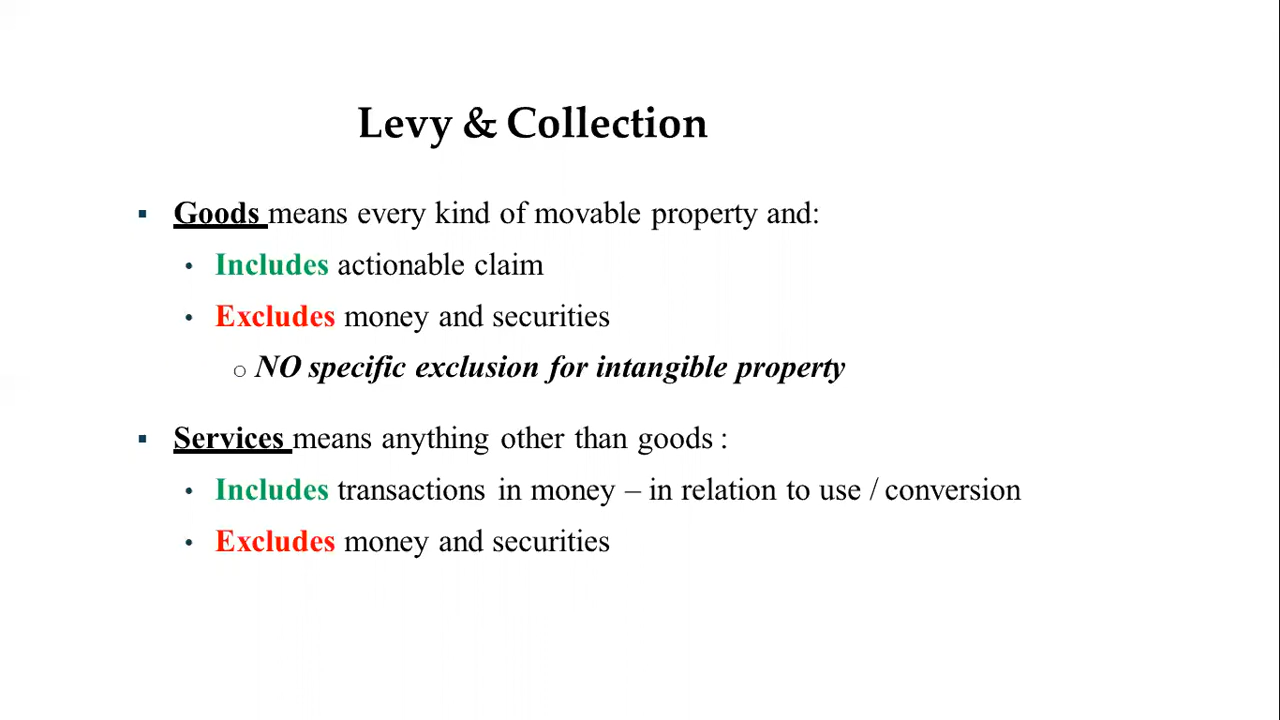 Levy & Collection
▪ Goods means every kind of movable property and:
• Includes actionable claim
• Excludes money and securities
○ NO specific exclusion for intangible property
▪ Services means anything other than goods :
• Includes transactions in money – in relation to use / conversion
• Excludes money and securities